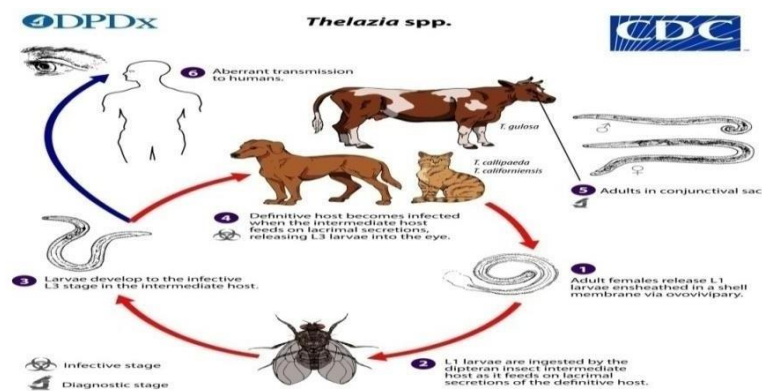 DPDx
Thelazia spp.
CDC
6 Aberrant transmission
to humans.
T. gulosa
T. callipaeda
T. californiensis
♂
♀
5 Adults in conjunctival sac
4 Definitive host becomes infected
when the intermediate host
feeds on lacrimal secretions,
releasing L3 larvae into the eye.
3 Larvae develop to the infective
L3 stage in the intermediate host.
1
Adult females release L1
larvae ensheathed in a shell
membrane via ovovivipary.
2 L1 larvae are ingested by the
dipteran insect intermediate
host as it feeds on lacrimal
secretions of the definitive host.
Infective stage
Diagnostic stage